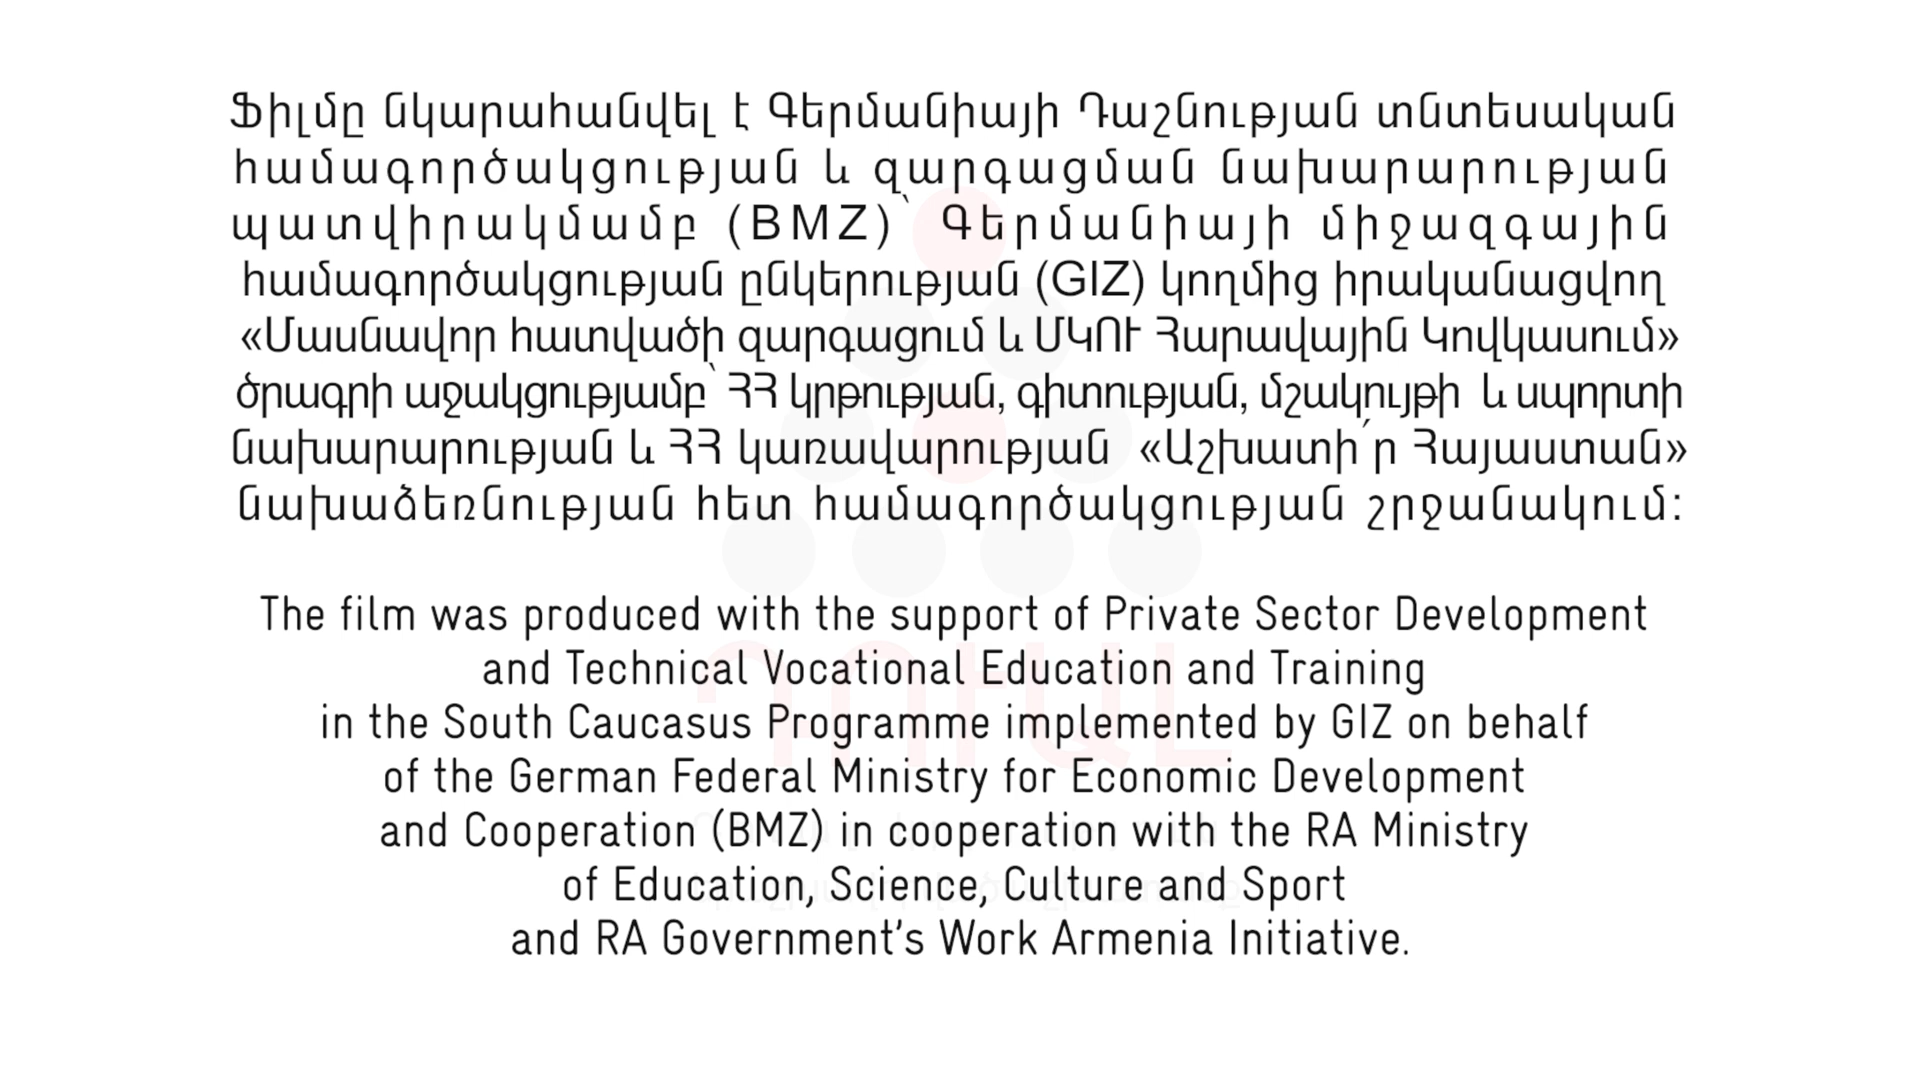 Ֆիլմը նկարահանվել է Գերմանիայի Դաշնության տնտեսական
համագործակցության և զարգացման նախարարության
պատվիրակմամբ (BMZ)՝ Գերմանիայի միջազգային
համագործակցության ընկերության (GIZ) կողմից իրականացվող
«Մասնավոր հատվածի զարգացում և ՄԿՈՒ Հարավային Կովկասում»
ծրագրի աջակցությամբ՝ ՀՀ կրթության, գիտության, մշակույթի և սպորտի
նախարարության և ՀՀ կառավարության «Աշխատի՛ր Հայաստան»
նախաձեռնության հետ համագործակցության շրջանակում:
The film was produced with the support of Private Sector Development
and Technical Vocational Education and Training
in the South Caucasus Programme implemented by GIZ on behalf
of the German Federal Ministry for Economic Development
and Cooperation (BMZ) in cooperation with the RA Ministry
of Education, Science, Culture and Sport
and RA Government's Work Armenia Initiative.
ԴՈՒԱԼ